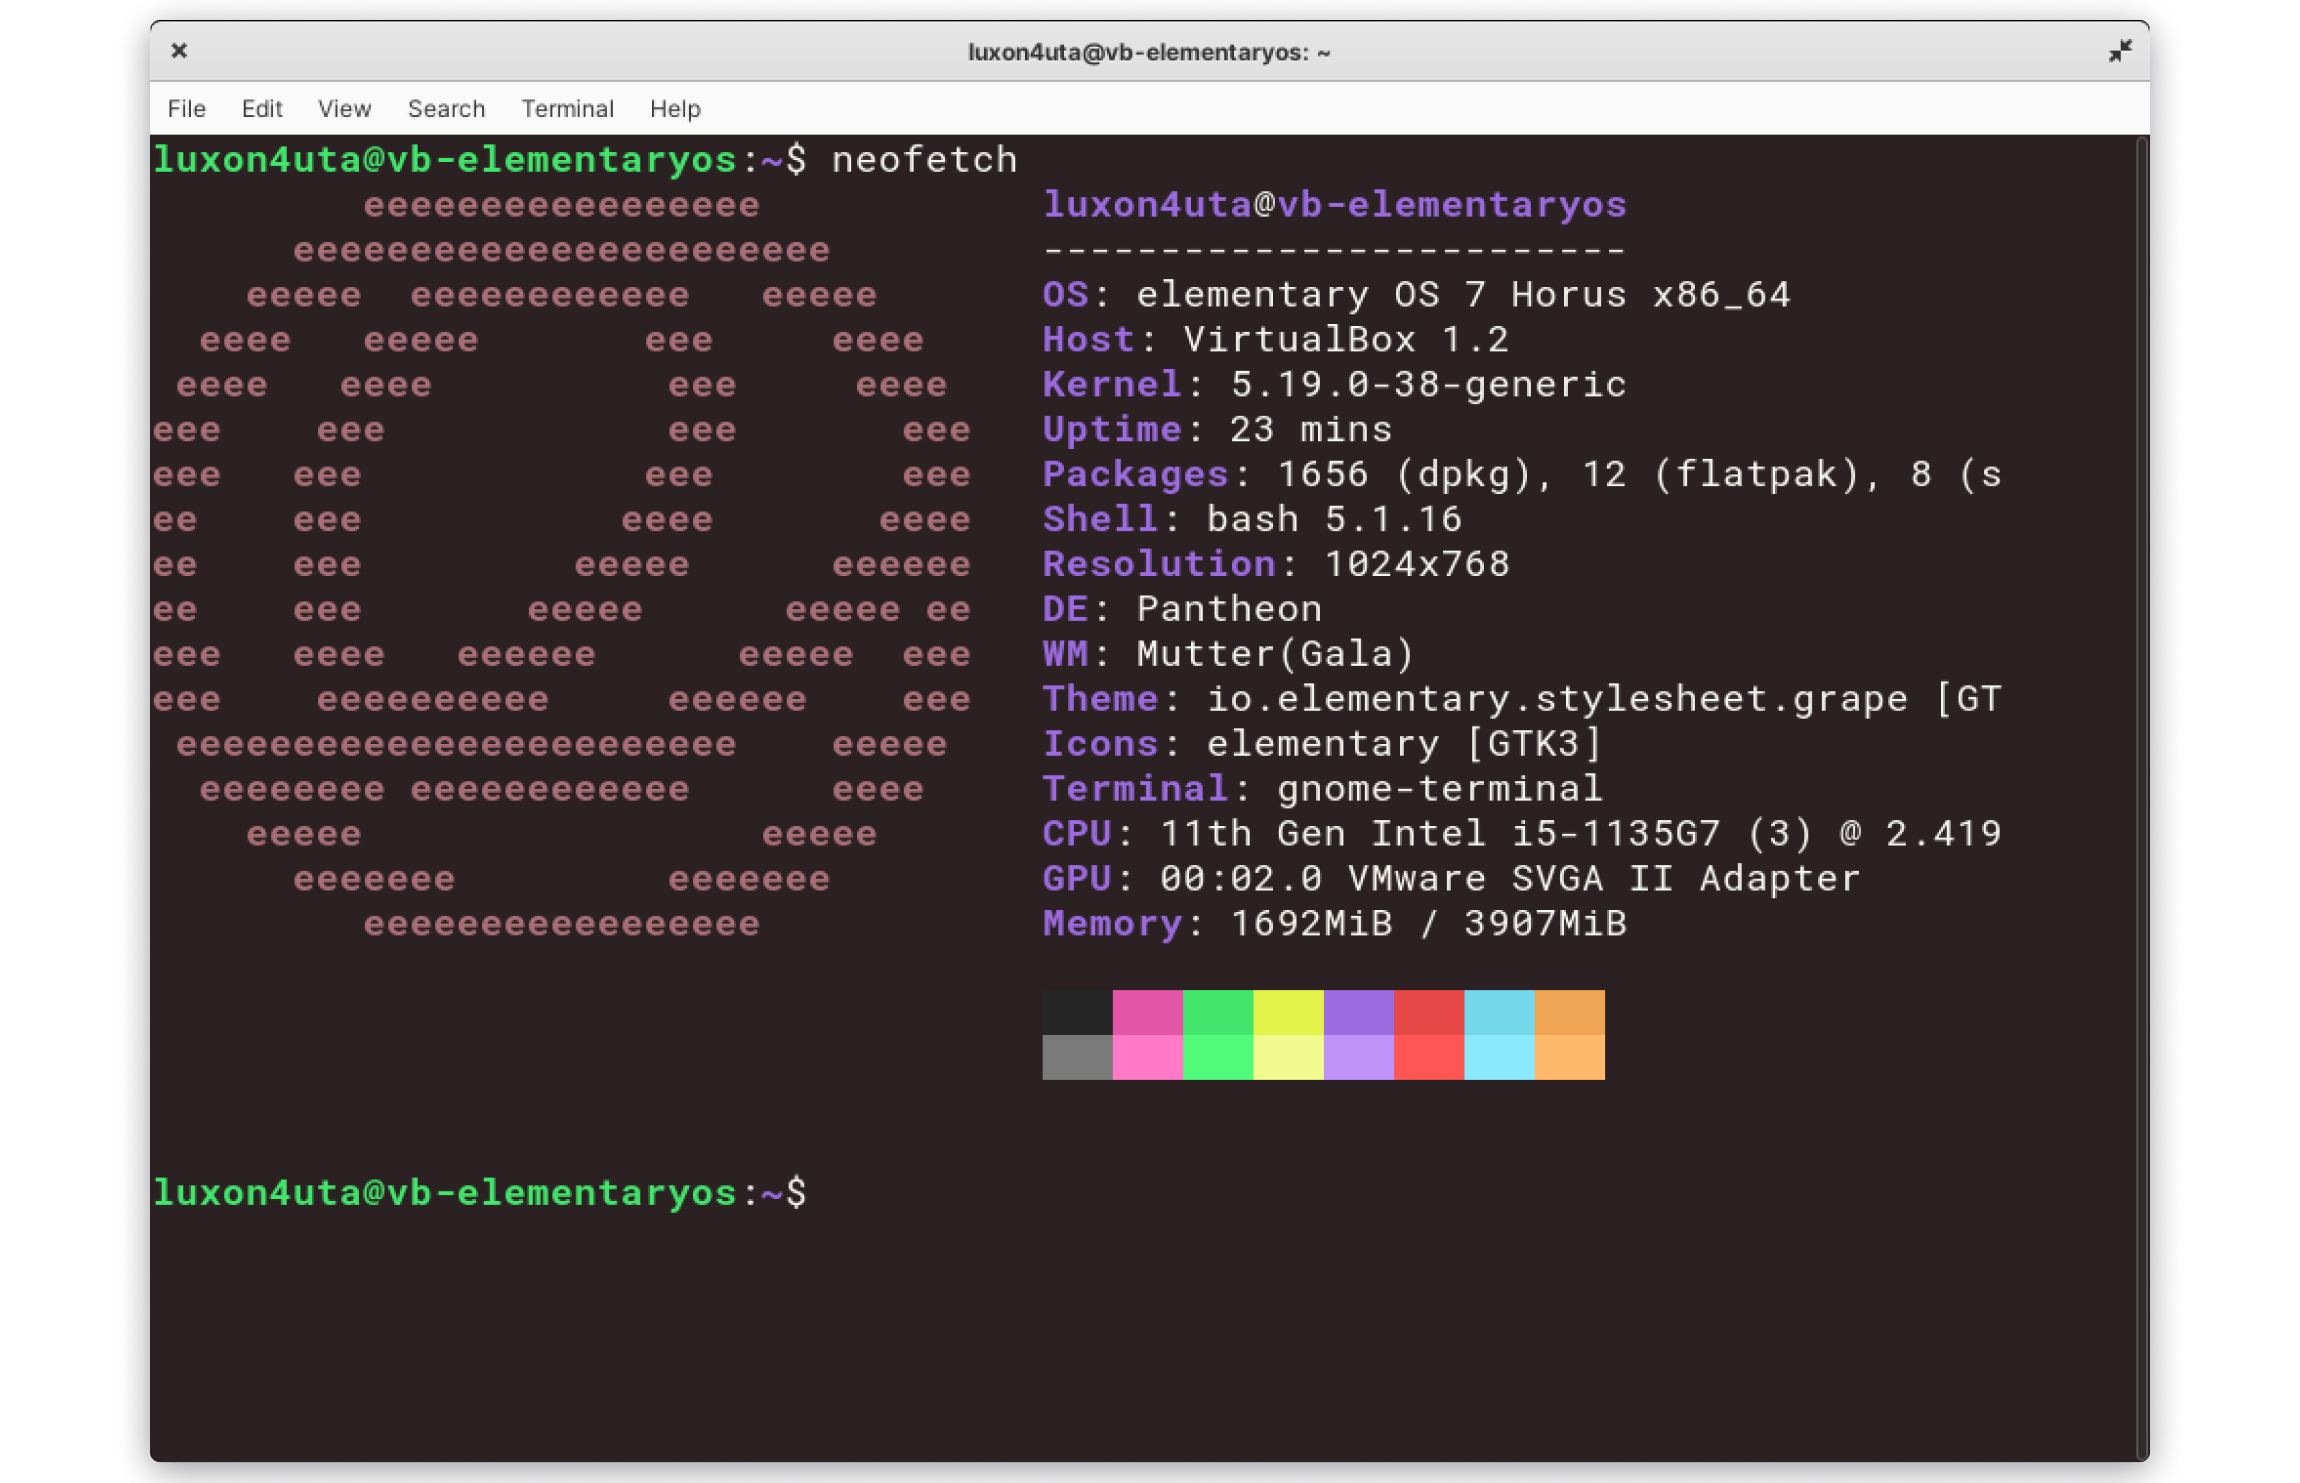 luxon4uta@vb-elementaryos: ~
File Edit View Search Terminal Help
luxon4uta@vb-elementaryos:~$ neofetch
         eeeeeeeeeeeeeeeee            luxon4uta@vb-elementaryos
      eeeeeeeeeeeeeeeeeeeeeee         -------------------------
    eeeee  eeeeeeeeeeee   eeeee       OS: elementary OS 7 Horus x86_64
  eeee   eeeee       eee     eeee     Host: VirtualBox 1.2
 eeee   eeee          eee     eeee    Kernel: 5.19.0-38-generic
eee    eee            eee       eee   Uptime: 23 mins
eee   eee            eee        eee   Packages: 1656 (dpkg), 12 (flatpak), 8 (s
ee    eee           eeee       eeee   Shell: bash 5.1.16
ee    eee         eeeee      eeeeee   Resolution: 1024x768
ee    eee       eeeee      eeeee ee   DE: Pantheon
eee   eeee   eeeeee      eeeee  eee   WM: Mutter(Gala)
eee    eeeeeeeeee     eeeeee    eee   Theme: io.elementary.stylesheet.grape [GT
 eeeeeeeeeeeeeeeeeeeeeeee    eeeee    Icons: elementary [GTK3]
  eeeeeeee eeeeeeeeeeee      eeee     Terminal: gnome-terminal
    eeeee                 eeeee       CPU: 11th Gen Intel i5-1135G7 (3) @ 2.419
      eeeeeee         eeeeeee         GPU: 00:02.0 VMware SVGA II Adapter
         eeeeeeeeeeeeeeeee            Memory: 1692MiB / 3907MiB
luxon4uta@vb-elementaryos:~$